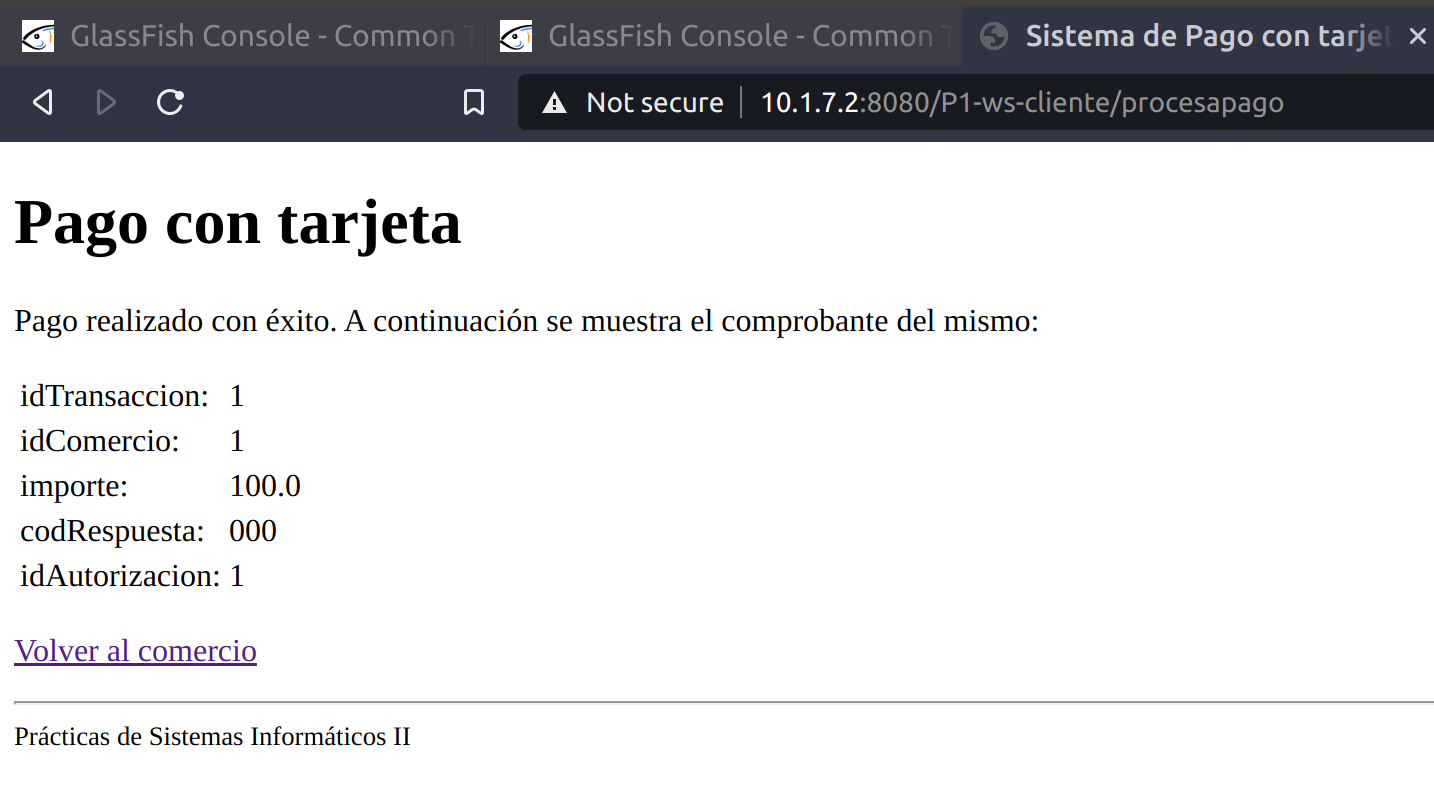 GlassFish Console - Common T
GlassFish Console - Common T
Sistema de Pago con tarjet
Not secure
10.1.7.2:8080/P1-ws-cliente/procesapago
Pago con tarjeta
Pago realizado con éxito. A continuación se muestra el comprobante del mismo:
idTransaccion: 1
idComercio: 1
importe: 100.0
codRespuesta: 000
idAutorizacion: 1
Volver al comercio
Prácticas de Sistemas Informáticos II